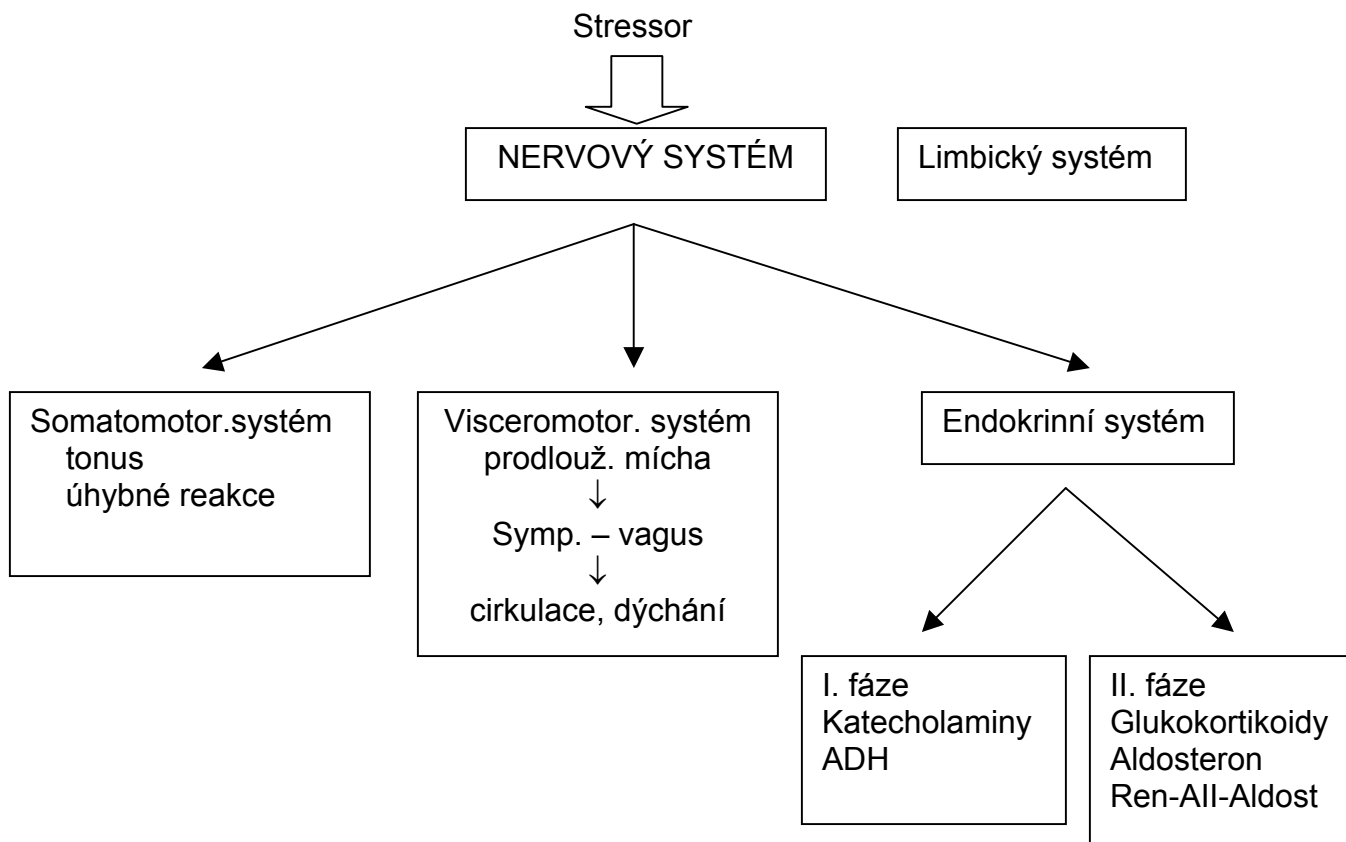 Stressor
NERVOVÝ SYSTÉM
Limbický systém
Somatomotor.systém
tonus
úhybné reakce
Visceromotor. systém
prodlouž. mícha
↓
Symp. – vagus
↓
cirkulace, dýchání
Endokrinní systém
I. fáze
Katecholaminy
ADH
II. fáze
Glukokortikoidy
Aldosteron
Ren-AII-Aldost